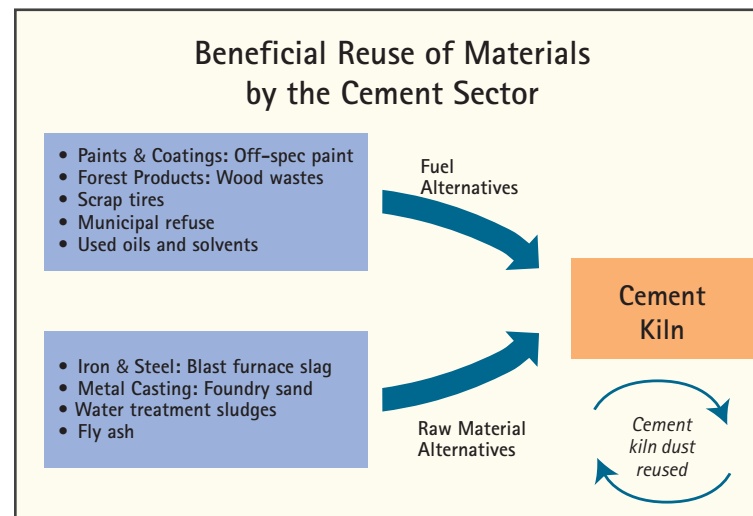 Beneficial Reuse of Materials
by the Cement Sector
• Paints & Coatings: Off-spec paint
• Forest Products: Wood wastes
• Scrap tires
• Municipal refuse
• Used oils and solvents
Fuel
Alternatives
Cement
Kiln
• Iron & Steel: Blast furnace slag
• Metal Casting: Foundry sand
• Water treatment sludges
• Fly ash
Raw Material
Alternatives
Cement
kiln dust
reused